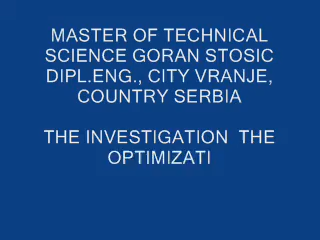 MASTER OF TECHNICAL
SCIENCE GORAN STOSIC
DIPL.ENG., CITY VRANJE,
COUNTRY SERBIA
THE INVESTIGATION THE
OPTIMIZATI